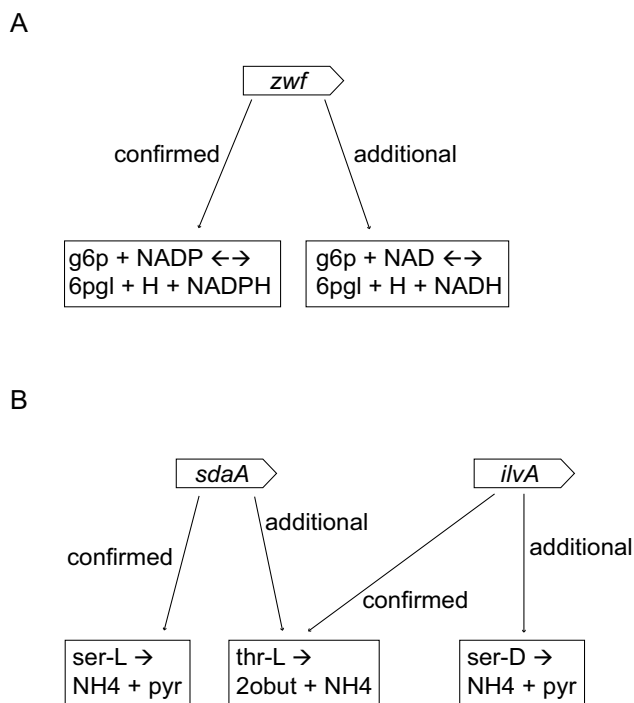 A
zwf
confirmed
additional
g6p + NADP ←→
6pgl + H + NADPH
g6p + NAD ←→
6pgl + H + NADH
B
sdaA
ilvA
confirmed
additional
confirmed
additional
ser-L →
NH4 + pyr
thr-L →
2obut + NH4
ser-D →
NH4 + pyr